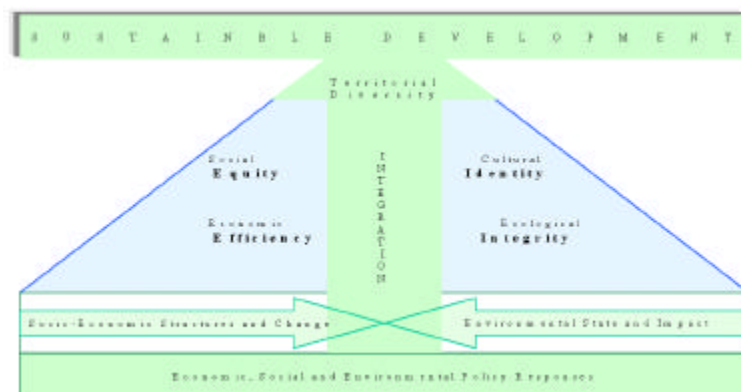 SUSTAINBLE DEVELOPMENT
Territorial
Diversity
Social
Equity
Cultural
Identity
INTEGRATION
Economic
Efficiency
Ecological
Integrity
Socio-Economic Structures and Change
Environmental State and Impact
Economic, Social and Environmental Policy Responses